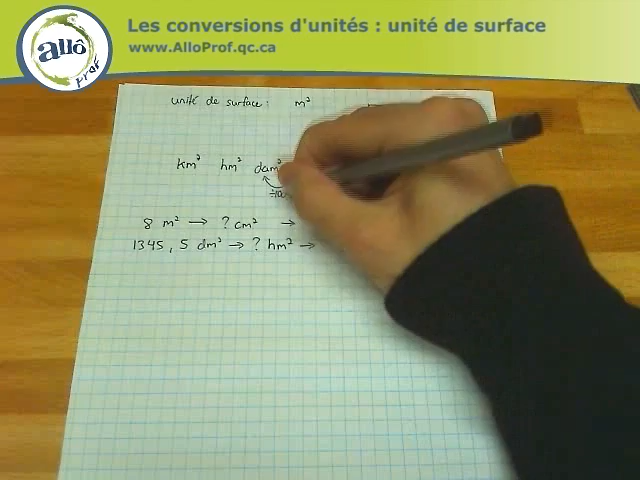 Les conversions d'unités : unité de surface
www.AlloProf.qc.ca
allô prof
unité de surface : m²
km² hm² dam²
÷100
8 m² → ? cm² →
1345,5 dm² → ? hm² →